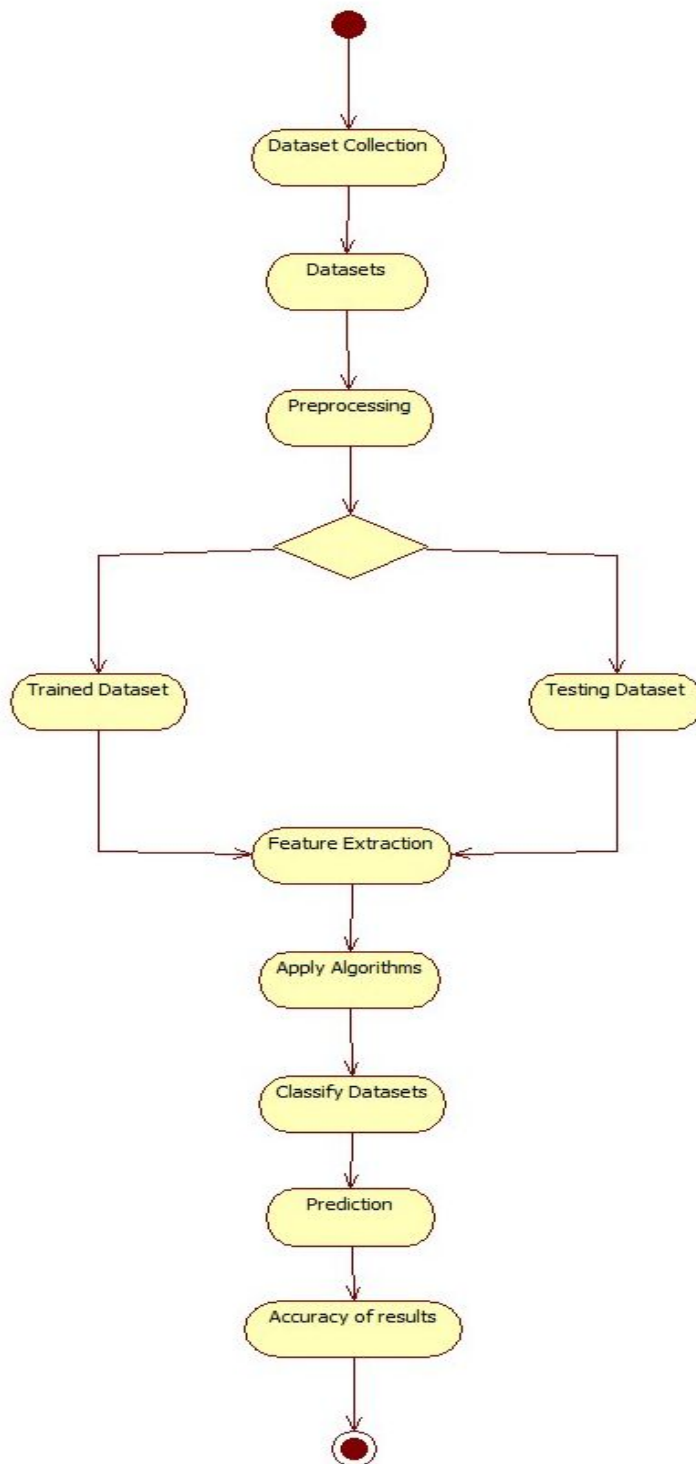 Dataset Collection
Datasets
Preprocessing
Trained Dataset
Testing Dataset
Feature Extraction
Apply Algorithms
Classify Datasets
Prediction
Accuracy of results